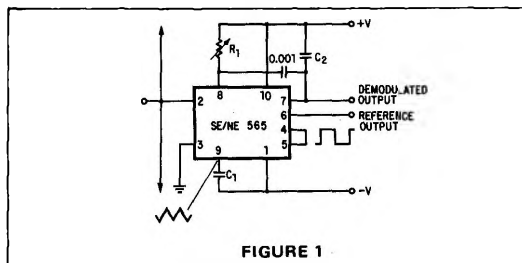 +V
R1
0.001
C2
8
10
2
7
DEMODULATED
OUTPUT
SE/NE 565
6
REFERENCE
OUTPUT
4
3
5
9
1
C1
-V
FIGURE 1